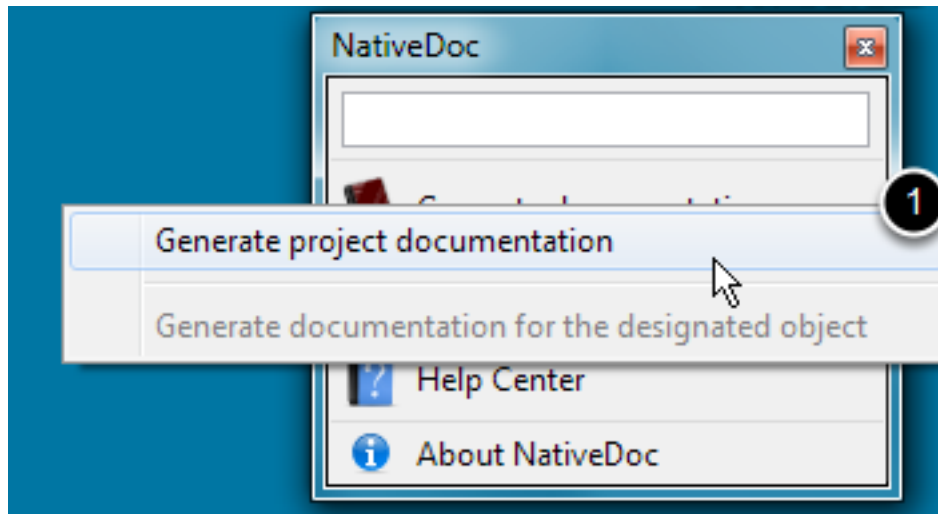 NativeDoc
1
Generate project documentation
Generate documentation for the designated object
Help Center
About NativeDoc